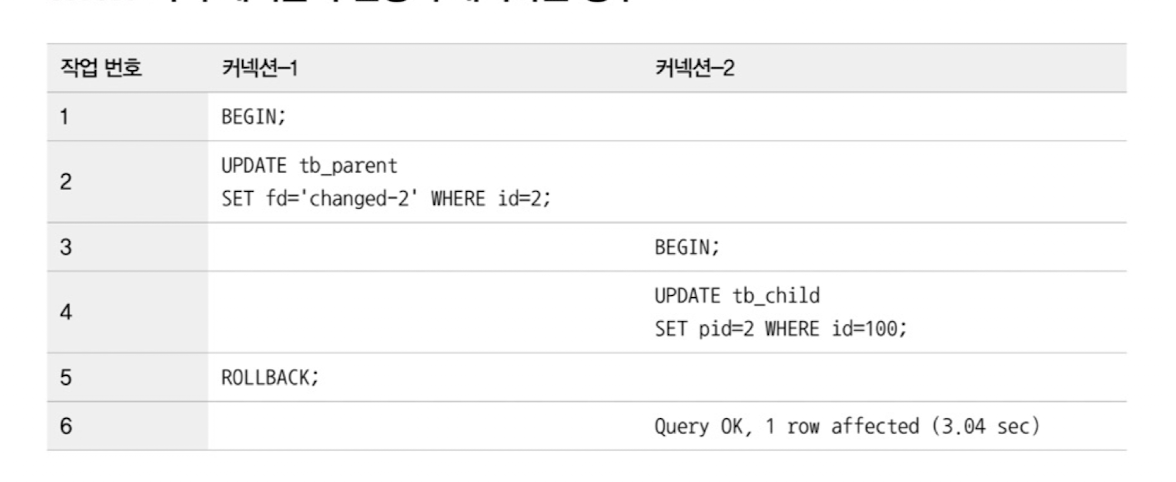 작업 번호 커넥션-1 커넥션-2
1 BEGIN;
2 UPDATE tb_parent
SET fd='changed-2' WHERE id=2;
3 BEGIN;
4 UPDATE tb_child
SET pid=2 WHERE id=100;
5 ROLLBACK;
6 Query OK, 1 row affected (3.04 sec)